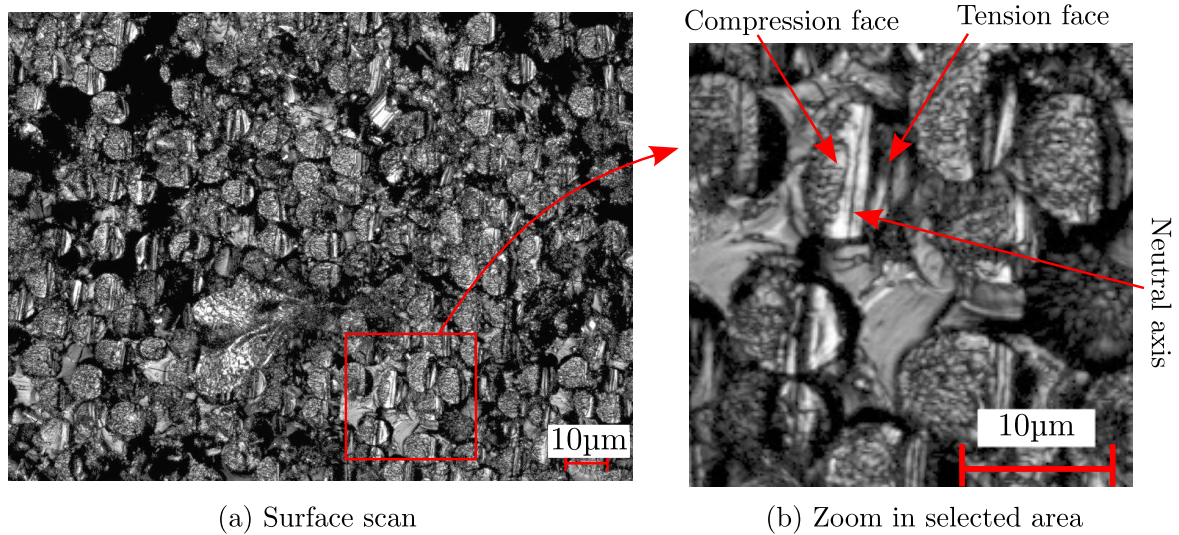 Compression face
Tension face
Neutral axis
10µm
10µm
(a) Surface scan
(b) Zoom in selected area